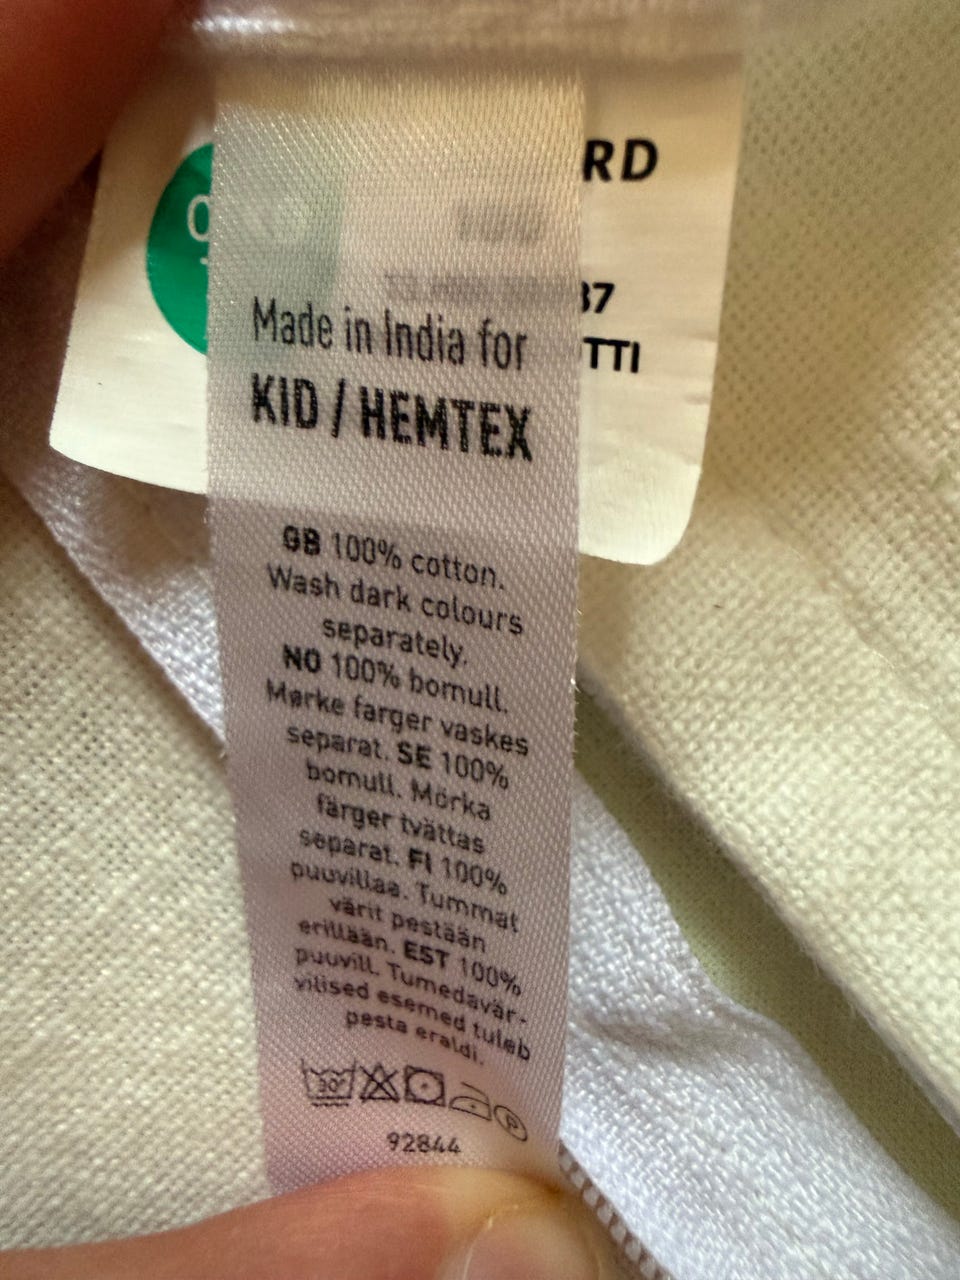 RD
37
TTI
Made in India for
KID / HEMTEX
GB 100% cotton.
Wash dark colours
separately.
NO 100% bomull.
Mørke farger vaskes
separat. SE 100%
bomull. Mörka
färger tvättas
separat. FI 100%
puuvillaa. Tummat
värit pestään
erillään. EST 100%
puuvill. Tumedavär-
vilised esemed tuleb
pesta eraldi.
30°
P
92844